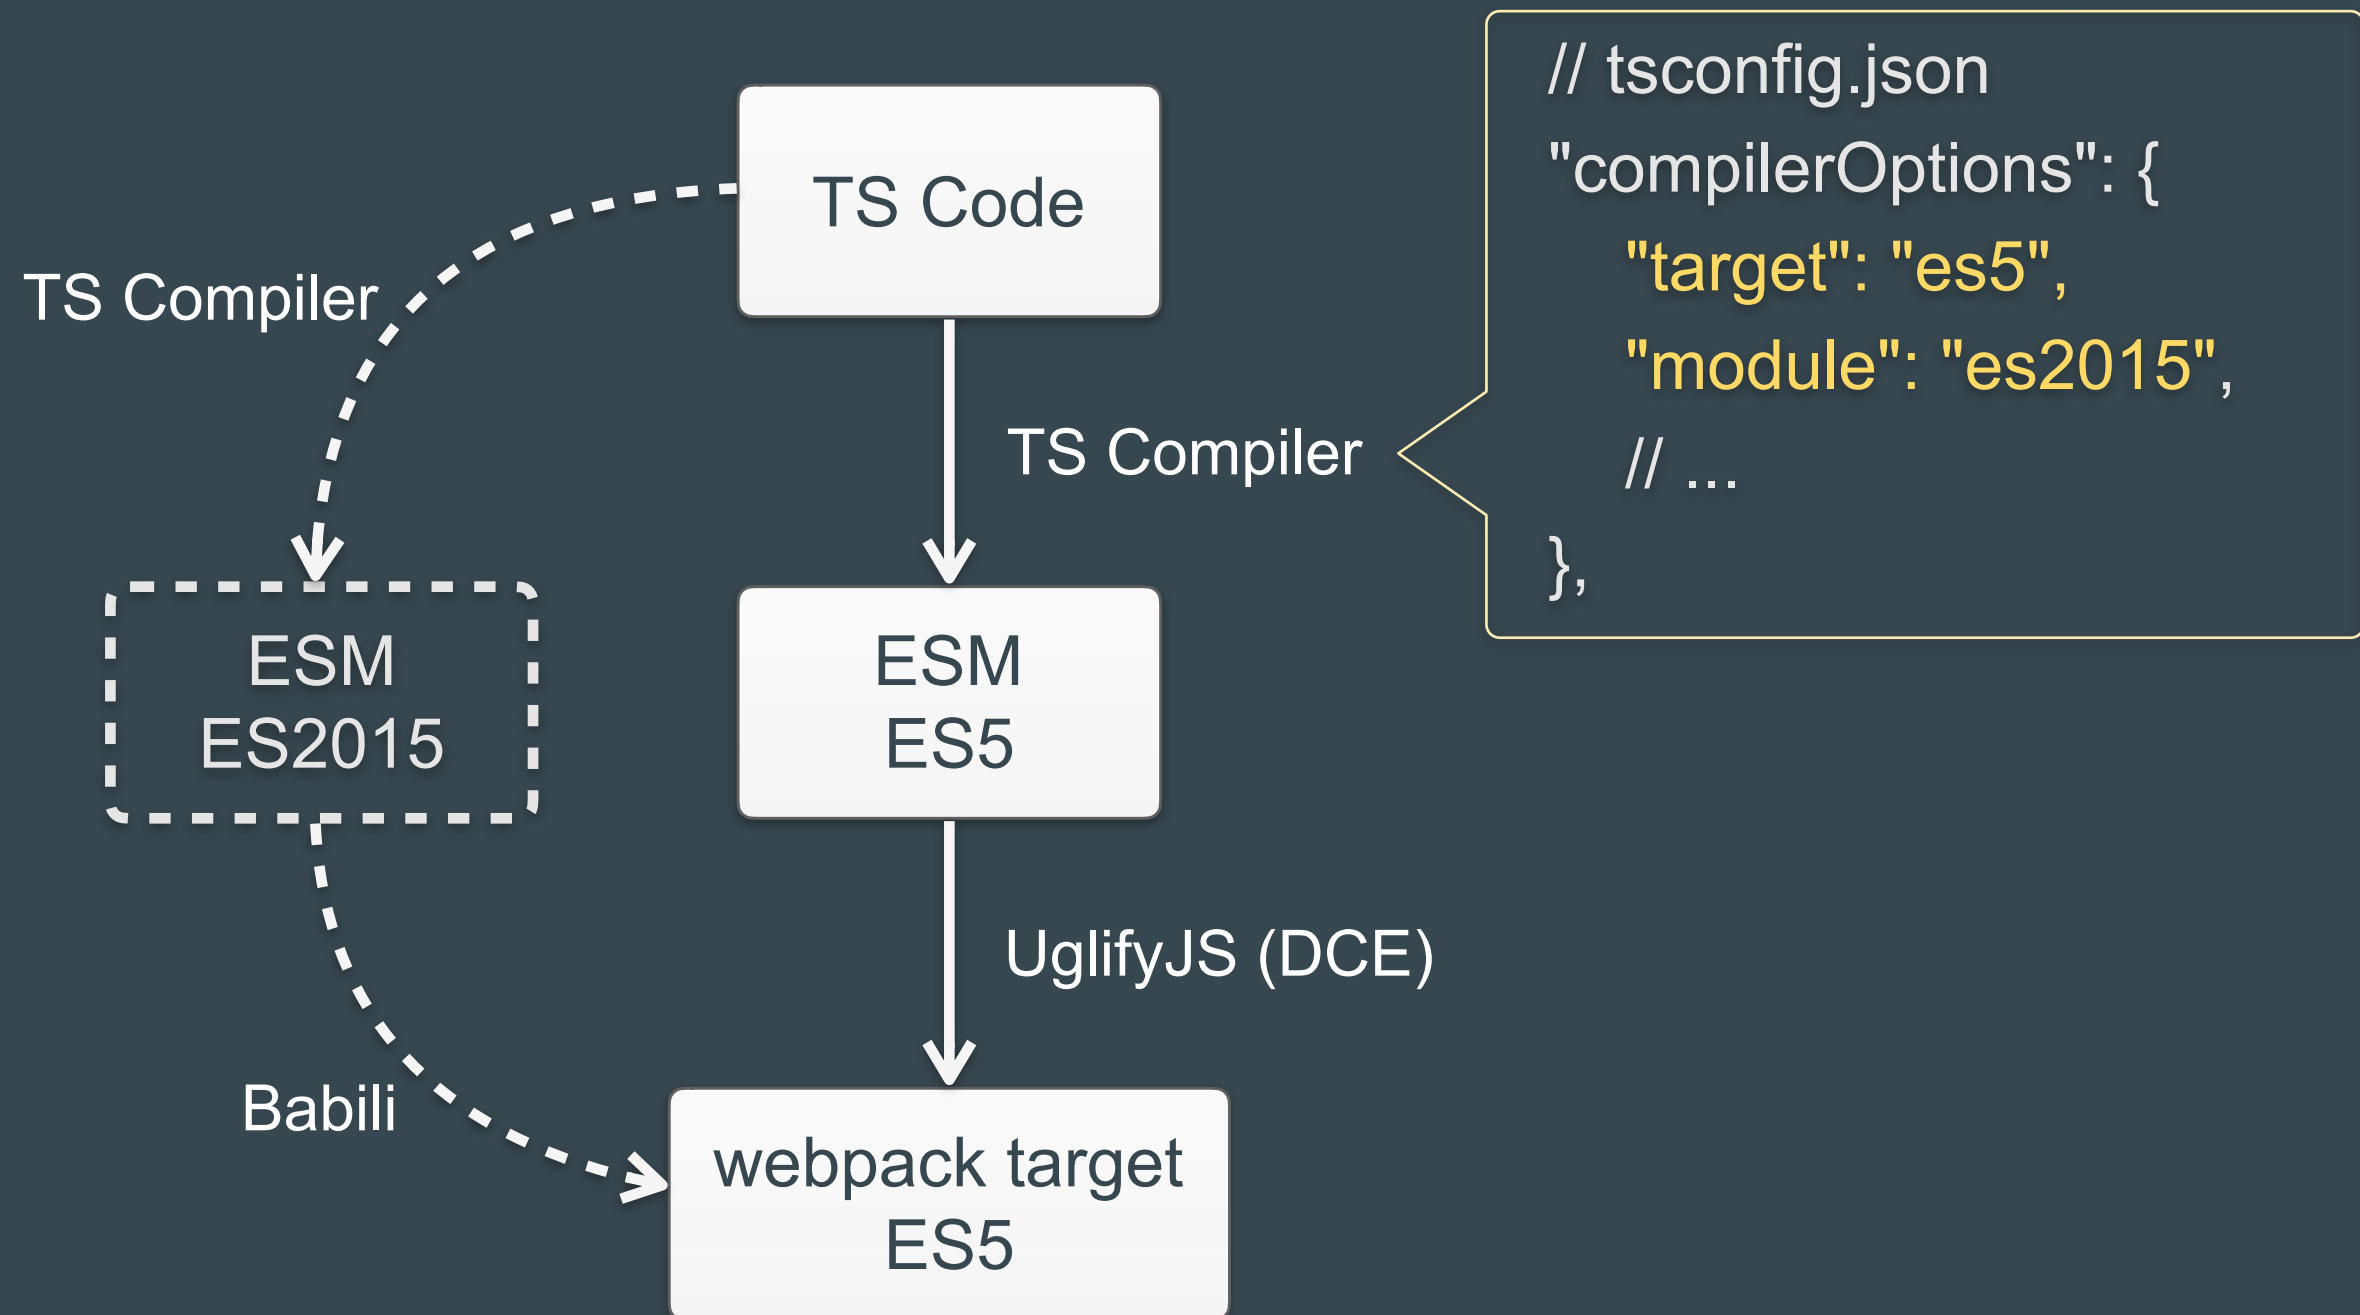 TS Code
TS Compiler
TS Compiler
// tsconfig.json
"compilerOptions": {
"target": "es5",
"module": "es2015",
// ...
},
ESM
ES2015
ESM
ES5
UglifyJS (DCE)
Babili
webpack target
ES5